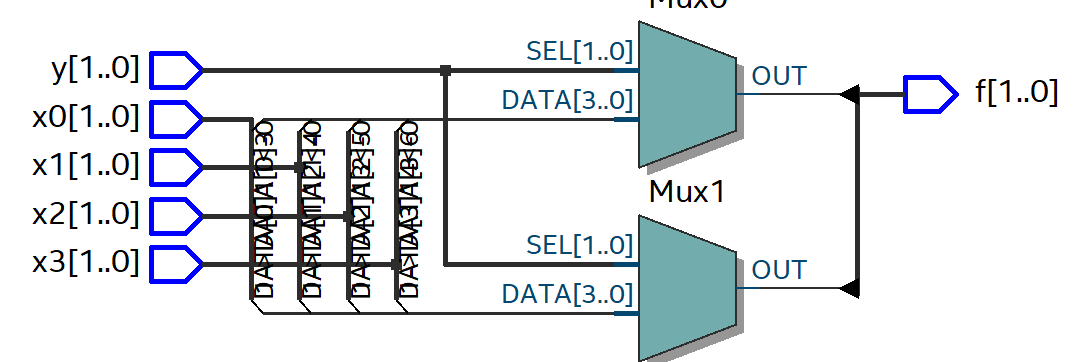 Mux0
y[1..0]
SEL[1..0]
OUT
f[1..0]
x0[1..0]
DATA[3..0]
x1[1..0]
x2[1..0]
Mux1
x3[1..0]
SEL[1..0]
OUT
DATA[3..0]